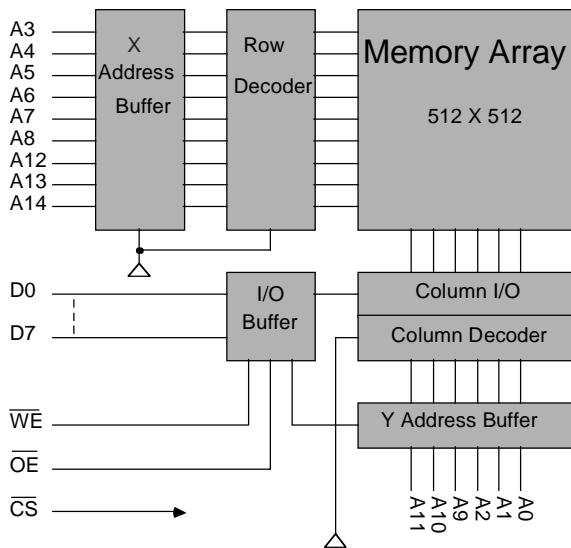 A3
A4
A5
A6
A7
A8
A12
A13
A14
X
Address
Buffer
Row
Decoder
Memory Array
512 X 512
D0
D7
I/O
Buffer
Column I/O
Column Decoder
Y Address Buffer
WE
OE
CS
A11
A10
A9
A2
A1
A0